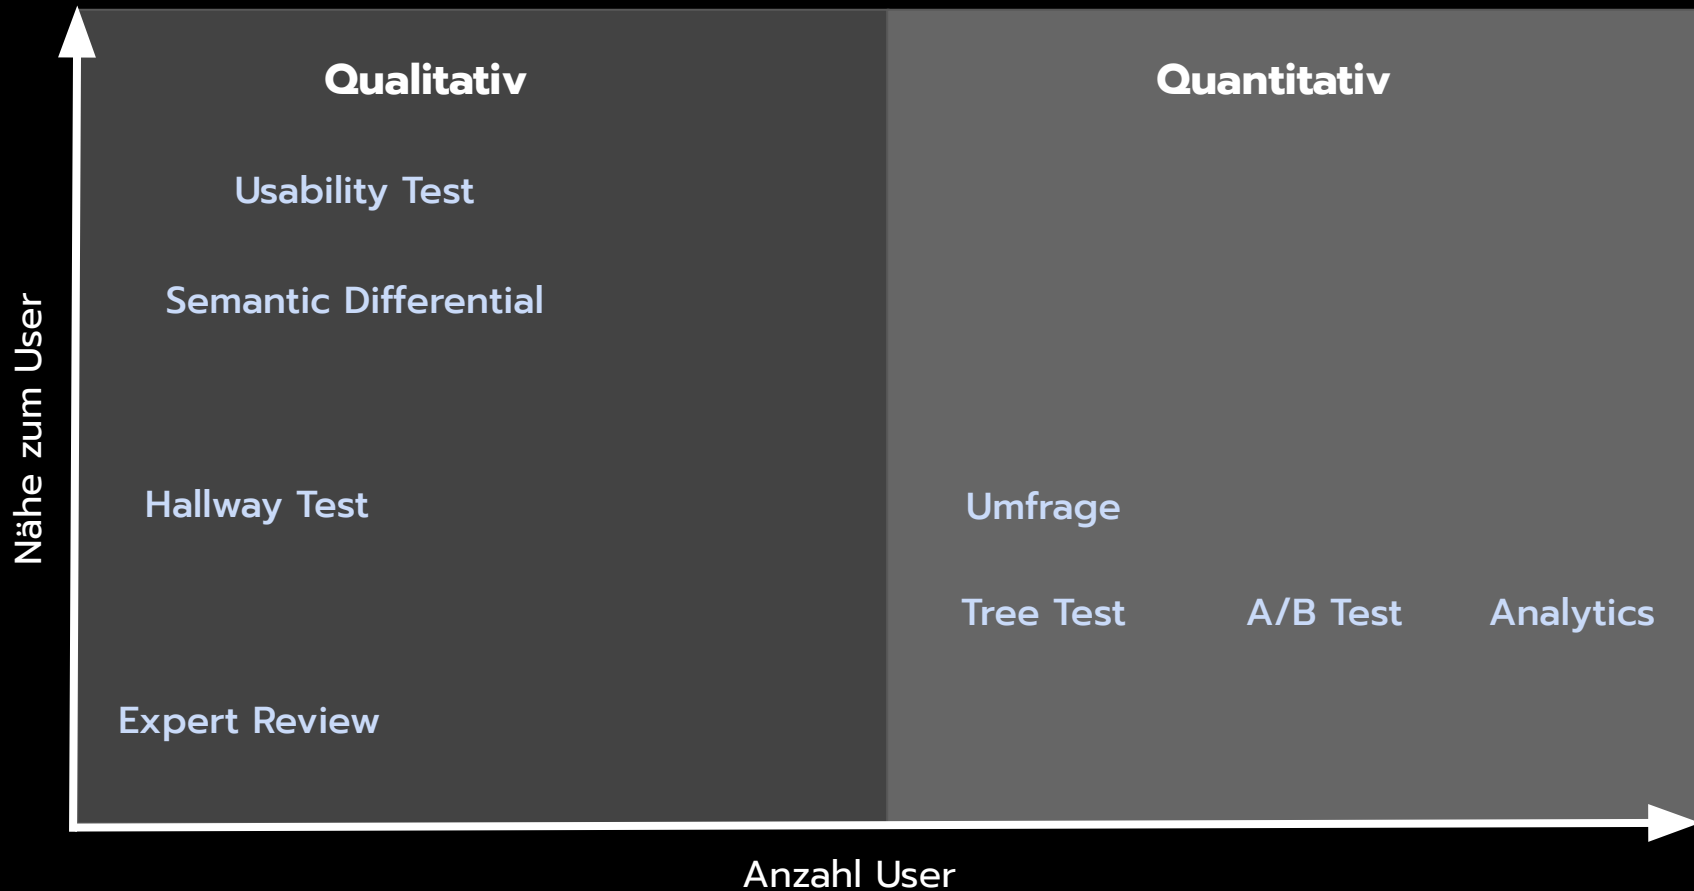 Qualitativ
Quantitativ
Usability Test
Semantic Differential
Nähe zum User
Hallway Test
Umfrage
Tree Test
A/B Test
Analytics
Expert Review
Anzahl User